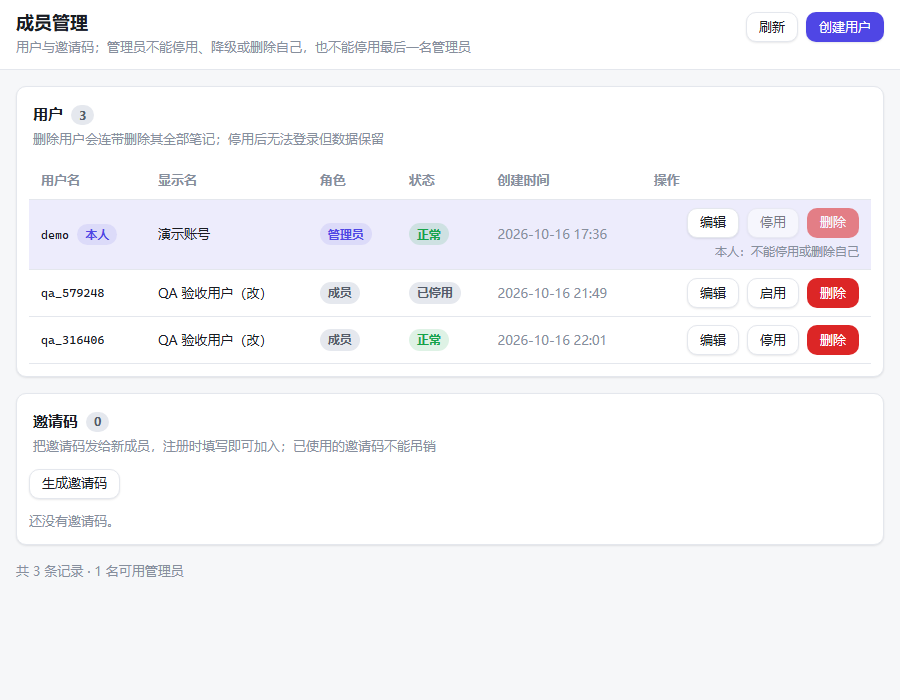 成员管理
用户与邀请码；管理员不能停用、降级或删除自己，也不能停用最后一名管理员
刷新 创建用户
用户 3
删除用户会连带删除其全部笔记；停用后无法登录但数据保留
用户名 显示名 角色 状态 创建时间 操作
demo 本人 演示账号 管理员 正常 2026-10-16 17:36 编辑 停用 删除
本人：不能停用或删除自己
qa_579248 QA 验收用户（改） 成员 已停用 2026-10-16 21:49 编辑 启用 删除
qa_316406 QA 验收用户（改） 成员 正常 2026-10-16 22:01 编辑 停用 删除
邀请码 0
把邀请码发给新成员，注册时填写即可加入；已使用的邀请码不能吊销
生成邀请码
还没有邀请码。
共 3 条记录 · 1 名可用管理员